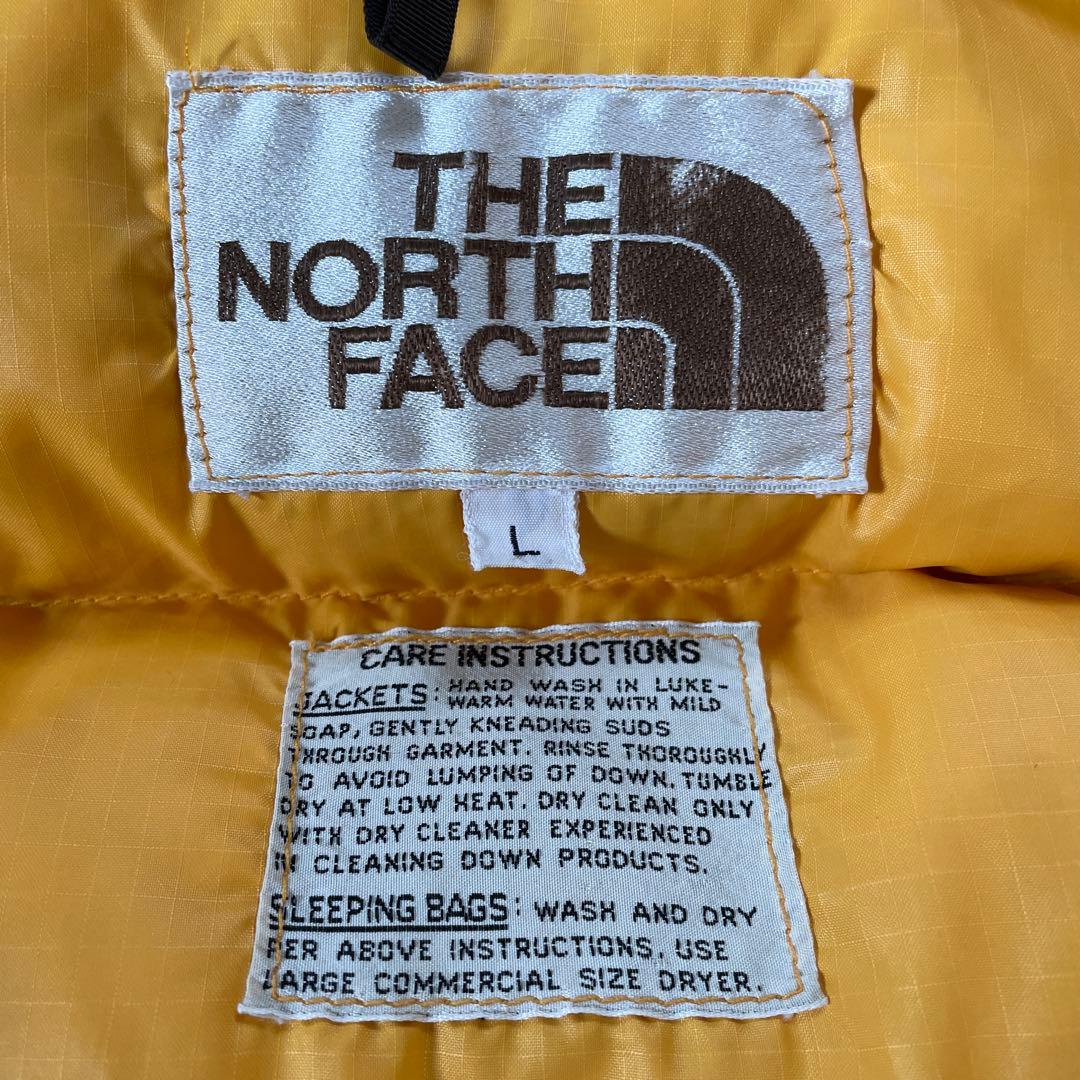 THE
NORTH
FACE
L
CARE INSTRUCTIONS
JACKETS: HAND WASH IN LUKE-
WARM WATER WITH MILD
SOAP, GENTLY KNEADING SUDS
THROUGH GARMENT. RINSE THOROUGHLY
TO AVOID LUMPING OF DOWN. TUMBLE
DRY AT LOW HEAT. DRY CLEAN ONLY
WITH DRY CLEANER EXPERIENCED
IN CLEANING DOWN PRODUCTS.
SLEEPING BAGS: WASH AND DRY
PER ABOVE INSTRUCTIONS. USE
LARGE COMMERCIAL SIZE DRYER.